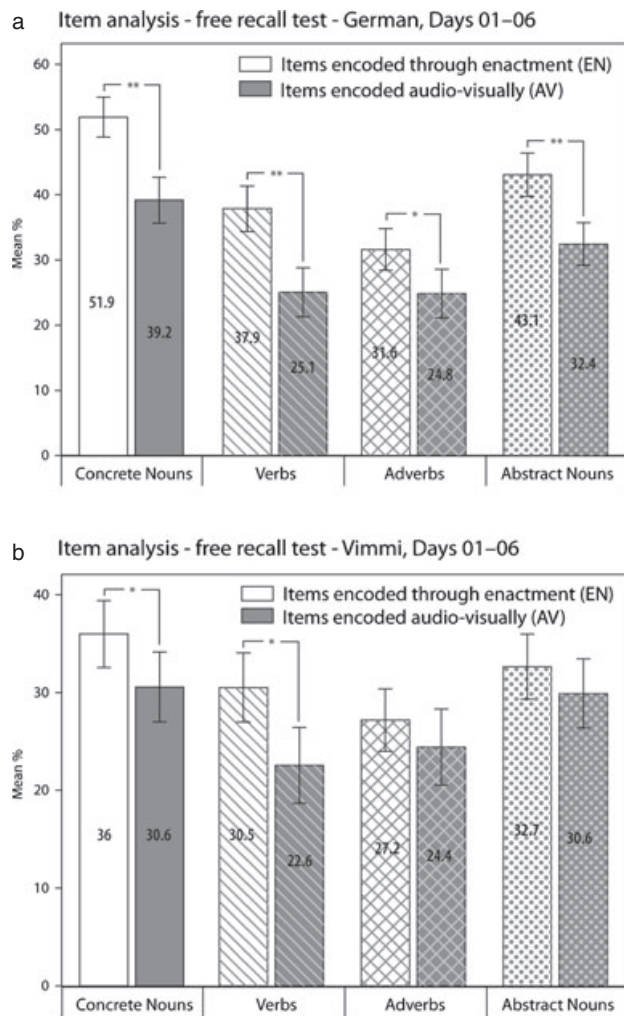 a
Item analysis - free recall test - German, Days 01–06
Items encoded through enactment (EN)
Items encoded audio-visually (AV)
Mean %
60
50
40
30
20
10
0
**
**
*
**
51.9
39.2
37.9
25.1
31.6
24.8
43.1
32.4
Concrete Nouns
Verbs
Adverbs
Abstract Nouns
b
Item analysis - free recall test - Vimmi, Days 01–06
Items encoded through enactment (EN)
Items encoded audio-visually (AV)
Mean %
40
30
20
10
0
*
*
36
30.6
30.5
22.6
27.2
24.4
32.7
30.6
Concrete Nouns
Verbs
Adverbs
Abstract Nouns